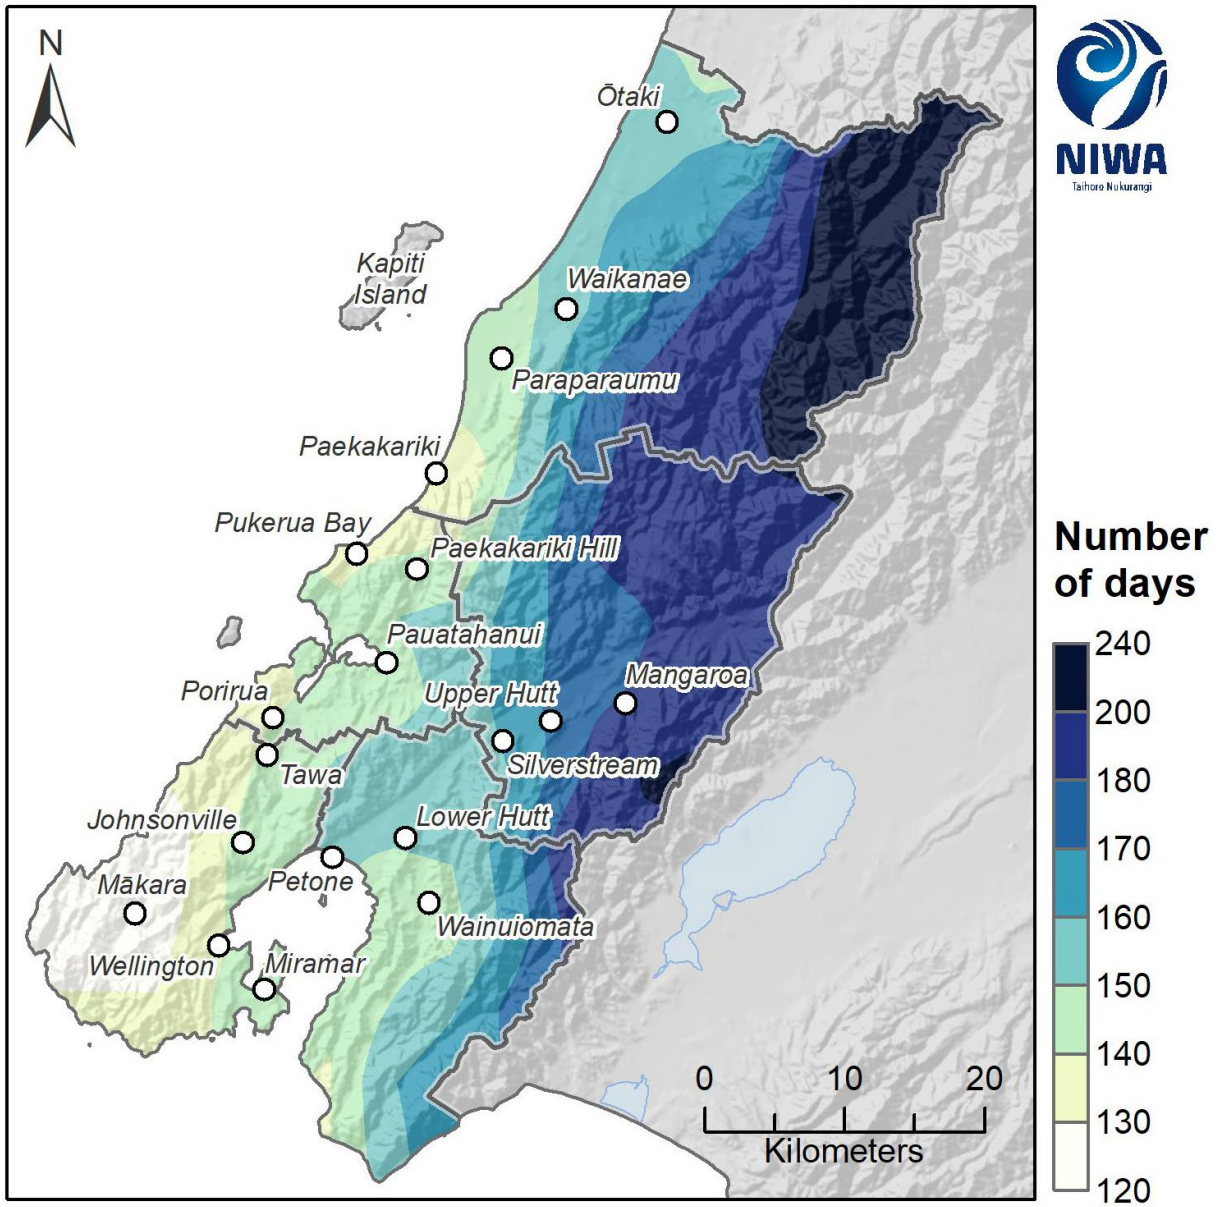 N
NIWA
Taihoro Nukurangi
Ōtaki
Kapiti
Island
Waikanae
Paraparaumu
Paekakariki
Pukerua Bay
Paekakariki Hill
Pauatahanui
Porirua
Upper Hutt
Mangaroa
Silverstream
Tawa
Johnsonville
Lower Hutt
Mākara
Petone
Wainuiomata
Wellington
Miramar
Number
of days
240
200
180
170
160
150
140
130
120
0 10 20
Kilometers